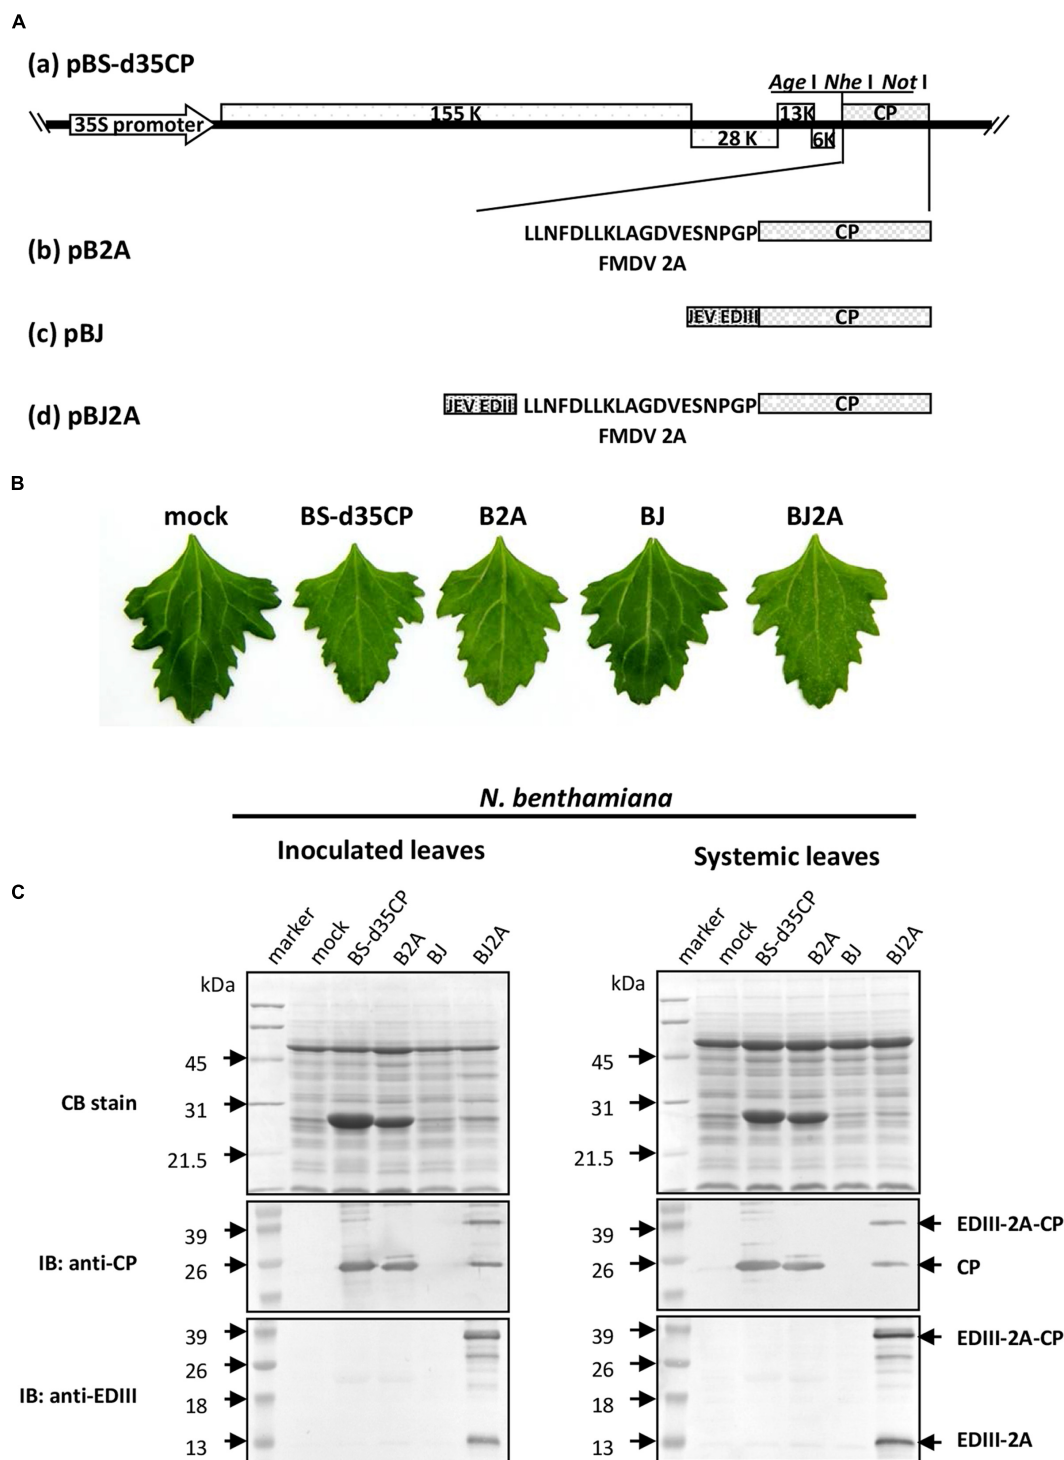 A
(a) pBS-d35CP
Age I Nhe I Not I
35S promoter
155 K
28 K
13K
6K
CP
(b) pB2A
LLNFDLLKLAGDVESNPGP
CP
FMDV 2A
(c) pBJ
JEV EDIII
CP
(d) pBJ2A
JEV EDII
LLNFDLLKLAGDVESNPGP
CP
FMDV 2A
B
mock
BS-d35CP
B2A
BJ
BJ2A
N. benthamiana
Inoculated leaves
Systemic leaves
C
marker
mock
BS-d35CP
B2A
BJ
BJ2A
marker
mock
BS-d35CP
B2A
BJ
BJ2A
kDa
kDa
CB stain
45
31
21.5
45
31
21.5
IB: anti-CP
39
26
39
26
EDIII-2A-CP
CP
IB: anti-EDIII
39
26
18
13
39
26
18
13
EDIII-2A-CP
EDIII-2A